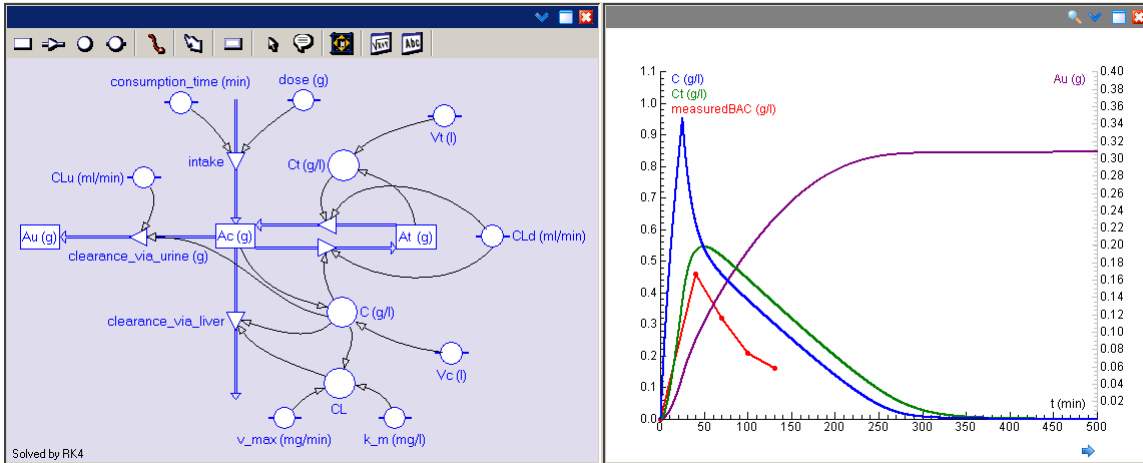 √x+y
Abc
consumption_time (min)
dose (g)
Vt (l)
intake
Ct (g/l)
CLu (ml/min)
Au (g)
Ac (g)
At (g)
CLd (ml/min)
clearance_via_urine (g)
C (g/l)
clearance_via_liver
Vc (l)
CL
v_max (mg/min)
k_m (mg/l)
Solved by RK4
1.1
C (g/l)
Au (g)
0.40
Ct (g/l)
0.38
1.0
measuredBAC (g/l)
0.36
0.9
0.34
0.32
0.8
0.30
0.28
0.7
0.26
0.24
0.6
0.22
0.5
0.20
0.18
0.4
0.16
0.14
0.3
0.12
0.10
0.2
0.08
0.06
0.1
0.04
0.02
t (min)
0.0
0 50 100 150 200 250 300 350 400 450 500